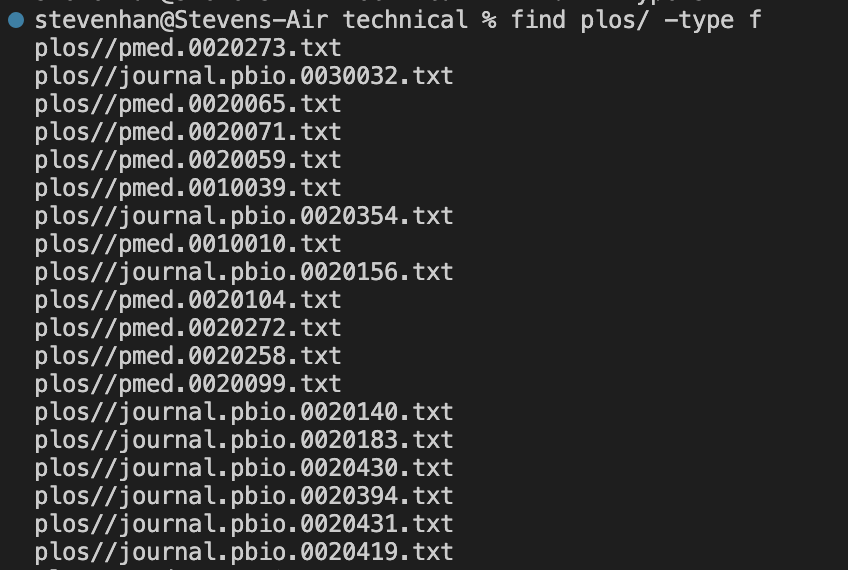 stevenhan@Stevens-Air technical % find plos/ -type f
plos//pmed.0020273.txt
plos//journal.pbio.0030032.txt
plos//pmed.0020065.txt
plos//pmed.0020071.txt
plos//pmed.0020059.txt
plos//pmed.0010039.txt
plos//journal.pbio.0020354.txt
plos//pmed.0010010.txt
plos//journal.pbio.0020156.txt
plos//pmed.0020104.txt
plos//pmed.0020272.txt
plos//pmed.0020258.txt
plos//pmed.0020099.txt
plos//journal.pbio.0020140.txt
plos//journal.pbio.0020183.txt
plos//journal.pbio.0020430.txt
plos//journal.pbio.0020394.txt
plos//journal.pbio.0020431.txt
plos//journal.pbio.0020419.txt